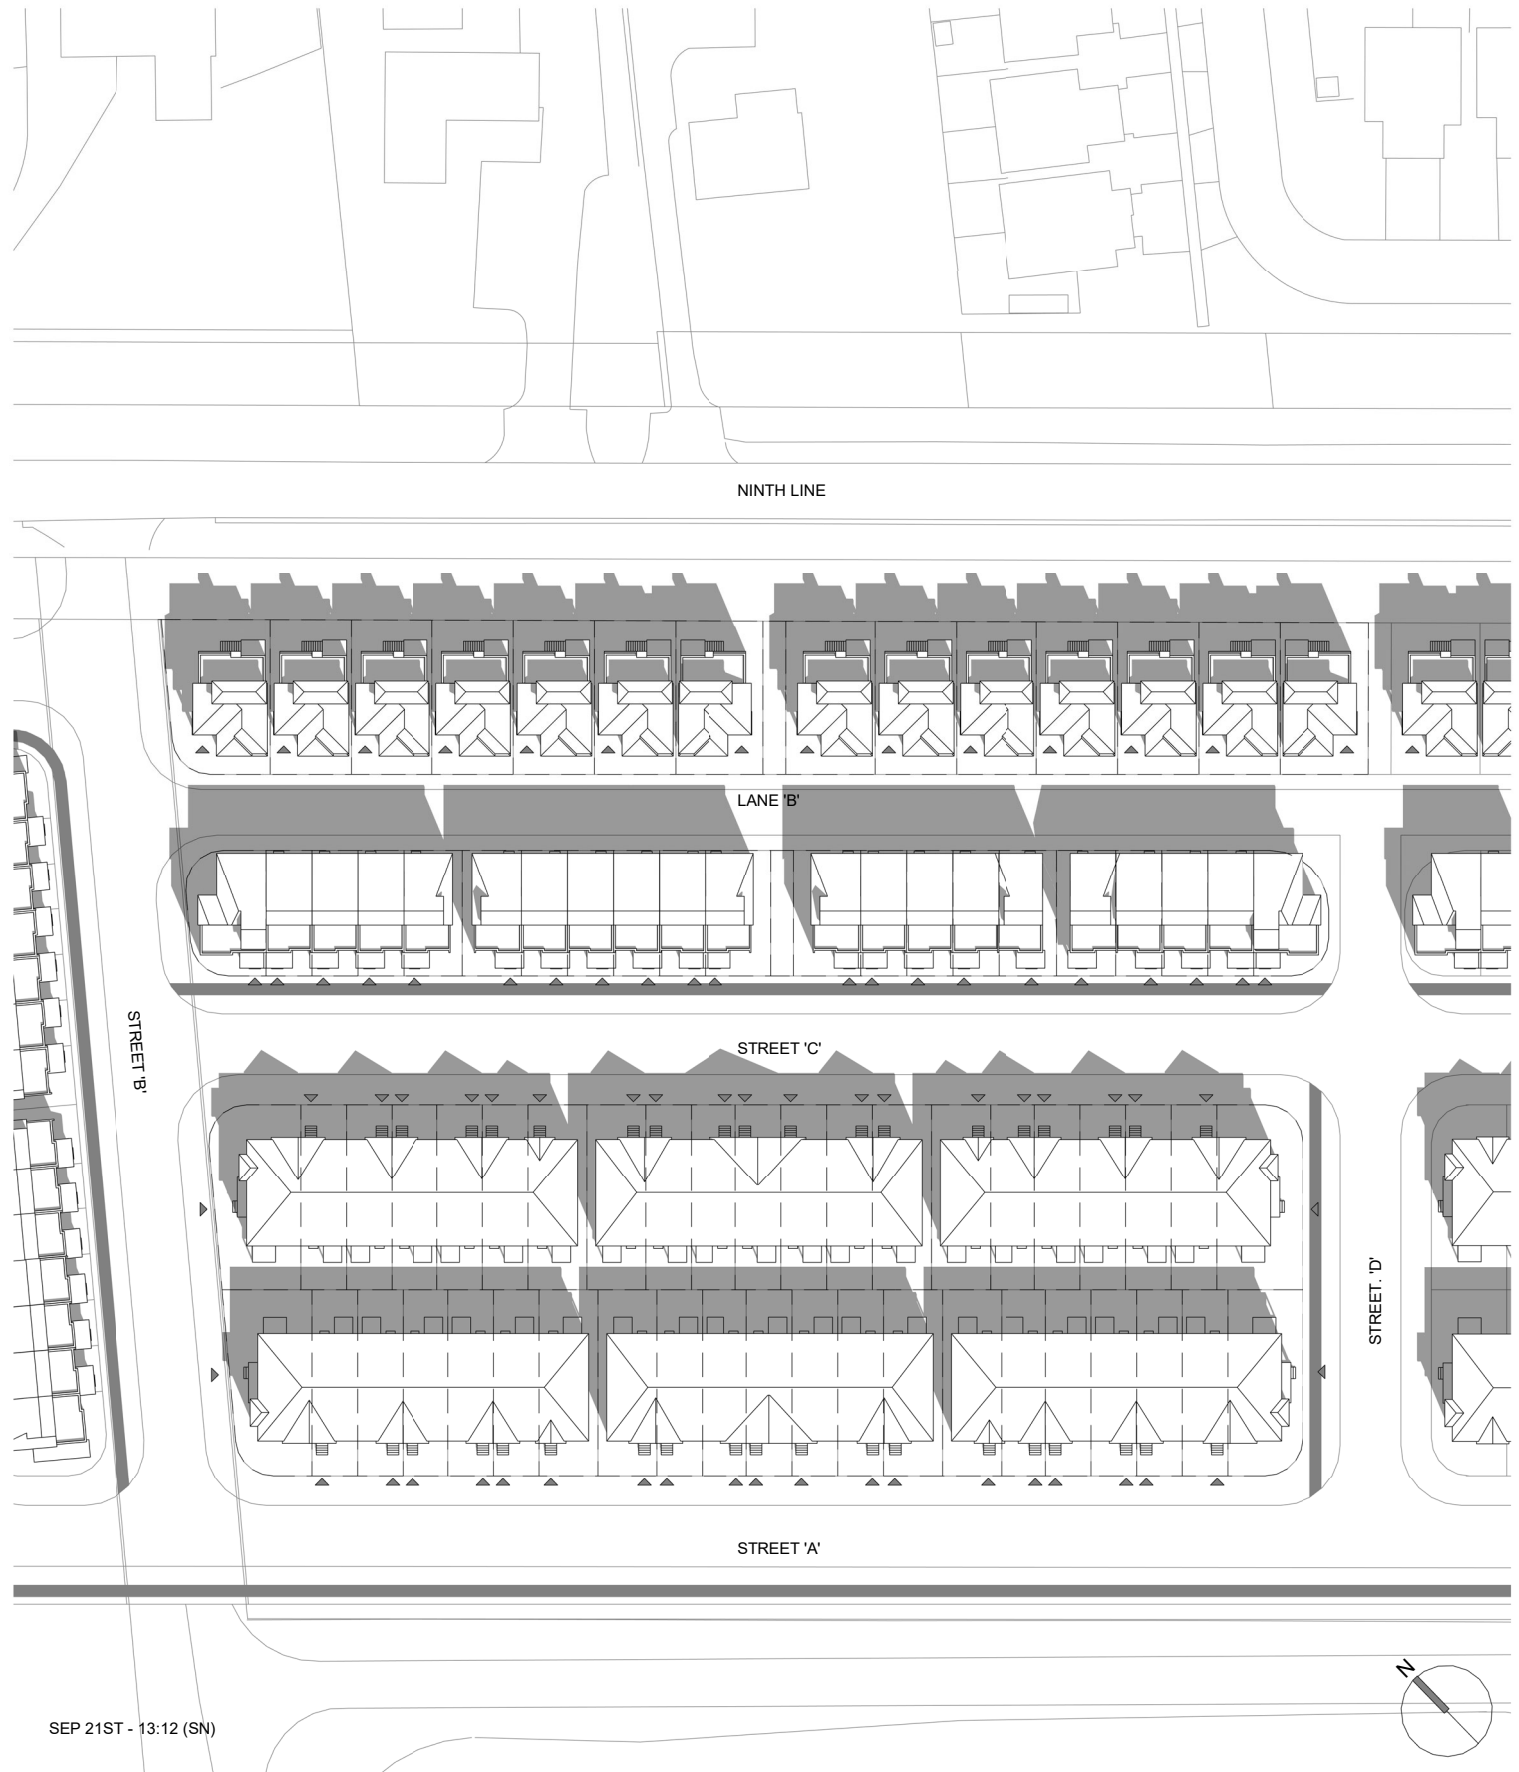 NINTH LINE
LANE 'B'
STREET 'B'
STREET 'C'
STREET. 'D'
STREET 'A'
N
SEP 21ST - 13:12 (SN)